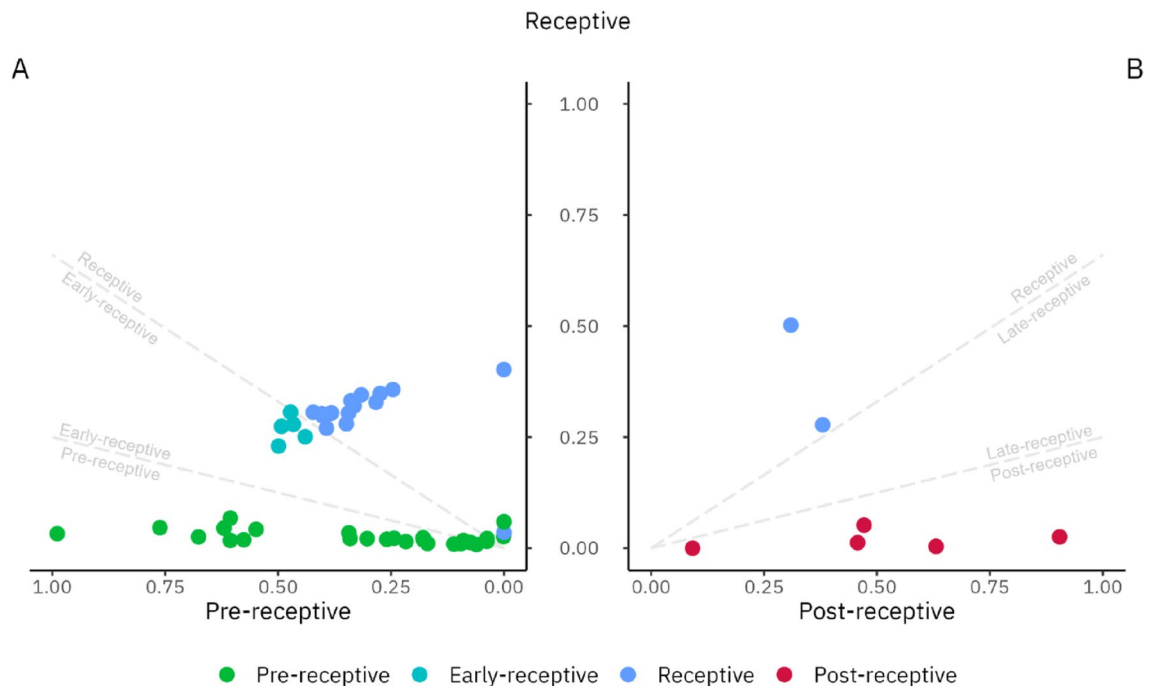 Receptive
A
B
1.00
0.75
0.50
0.25
0.00
Receptive
Early-receptive
Early-receptive
Pre-receptive
Receptive
Late-receptive
Late-receptive
Post-receptive
1.00 0.75 0.50 0.25 0.00
Pre-receptive
0.00 0.25 0.50 0.75 1.00
Post-receptive
Pre-receptive Early-receptive Receptive Post-receptive